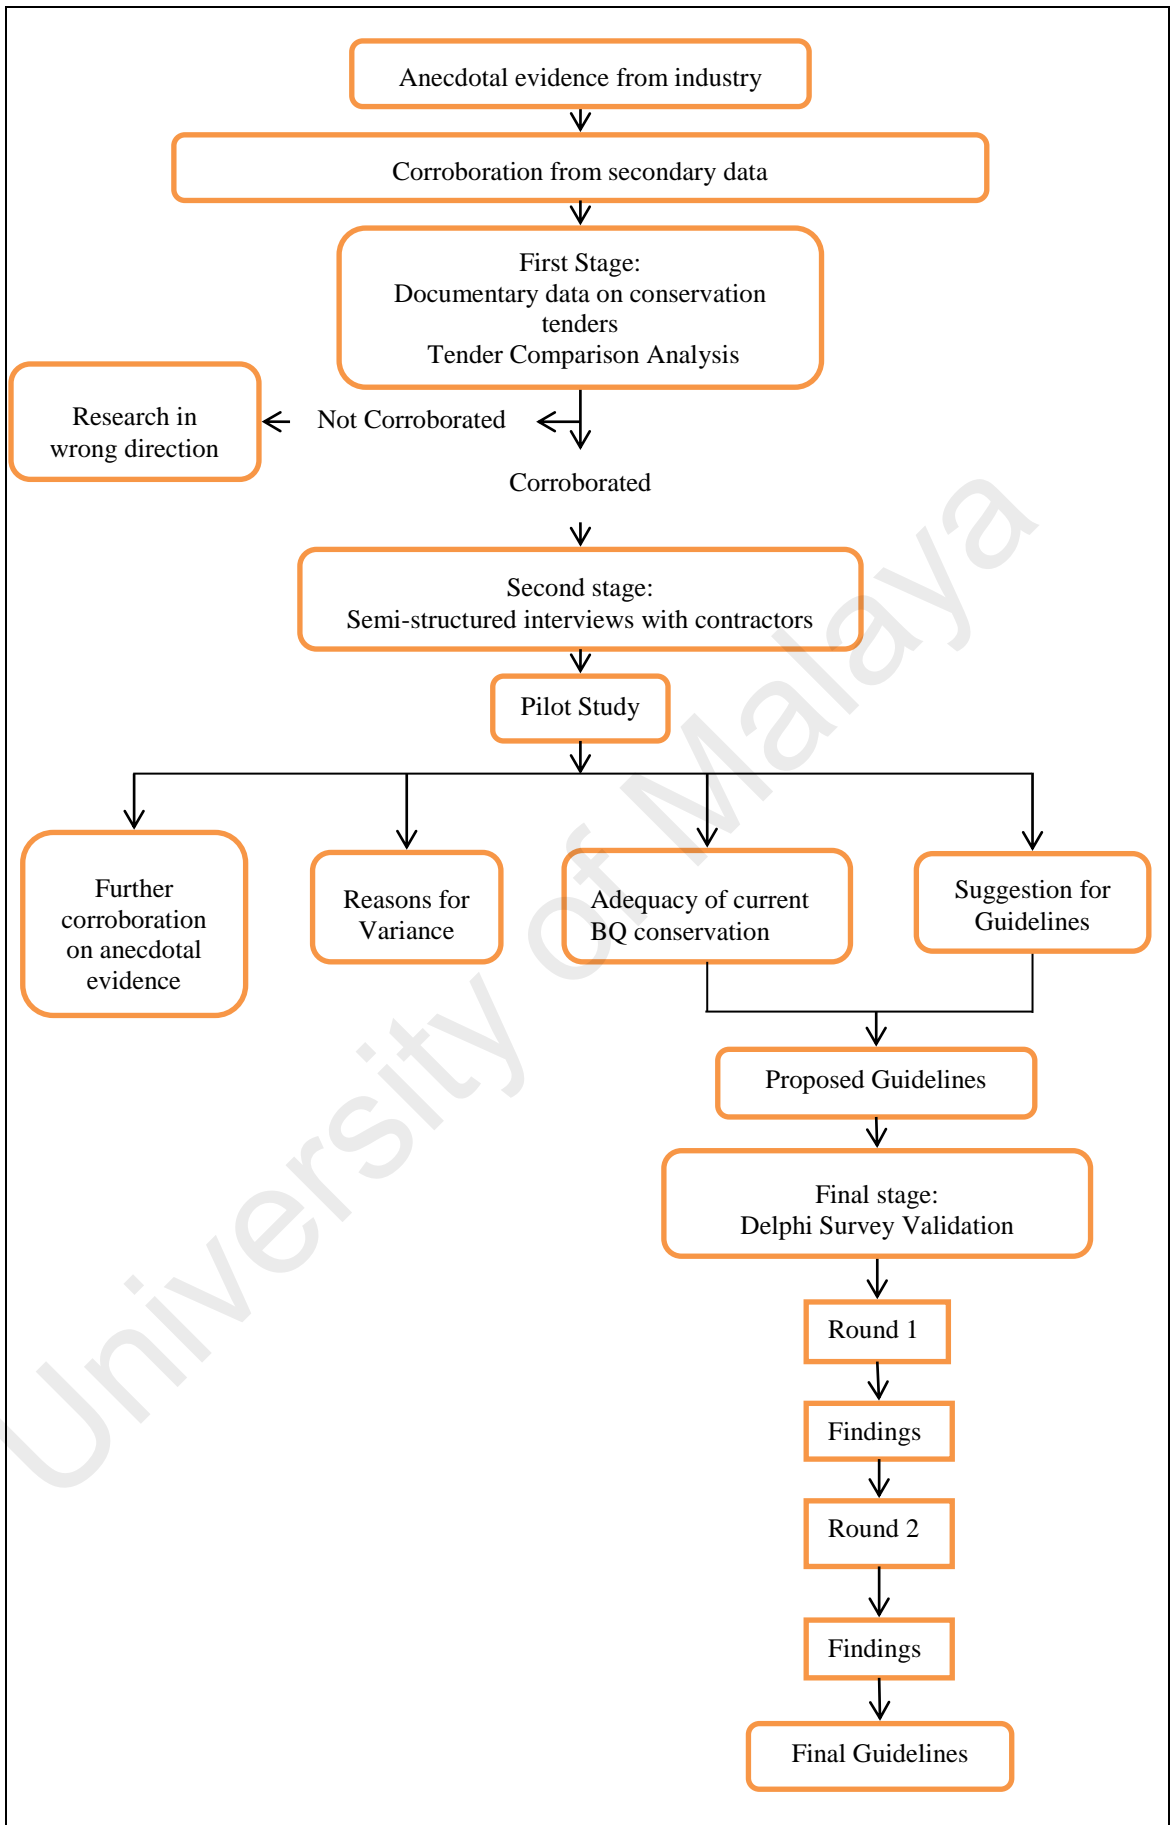 Anecdotal evidence from industry
Corroboration from secondary data
First Stage:
Documentary data on conservation
tenders
Tender Comparison Analysis
Research in
wrong direction
Not Corroborated
Corroborated
Second stage:
Semi-structured interviews with contractors
Pilot Study
Further
corroboration
on anecdotal
evidence
Reasons for
Variance
Adequacy of current
BQ conservation
Suggestion for
Guidelines
Proposed Guidelines
Final stage:
Delphi Survey Validation
Round 1
Findings
Round 2
Findings
Final Guidelines
University of Malaya